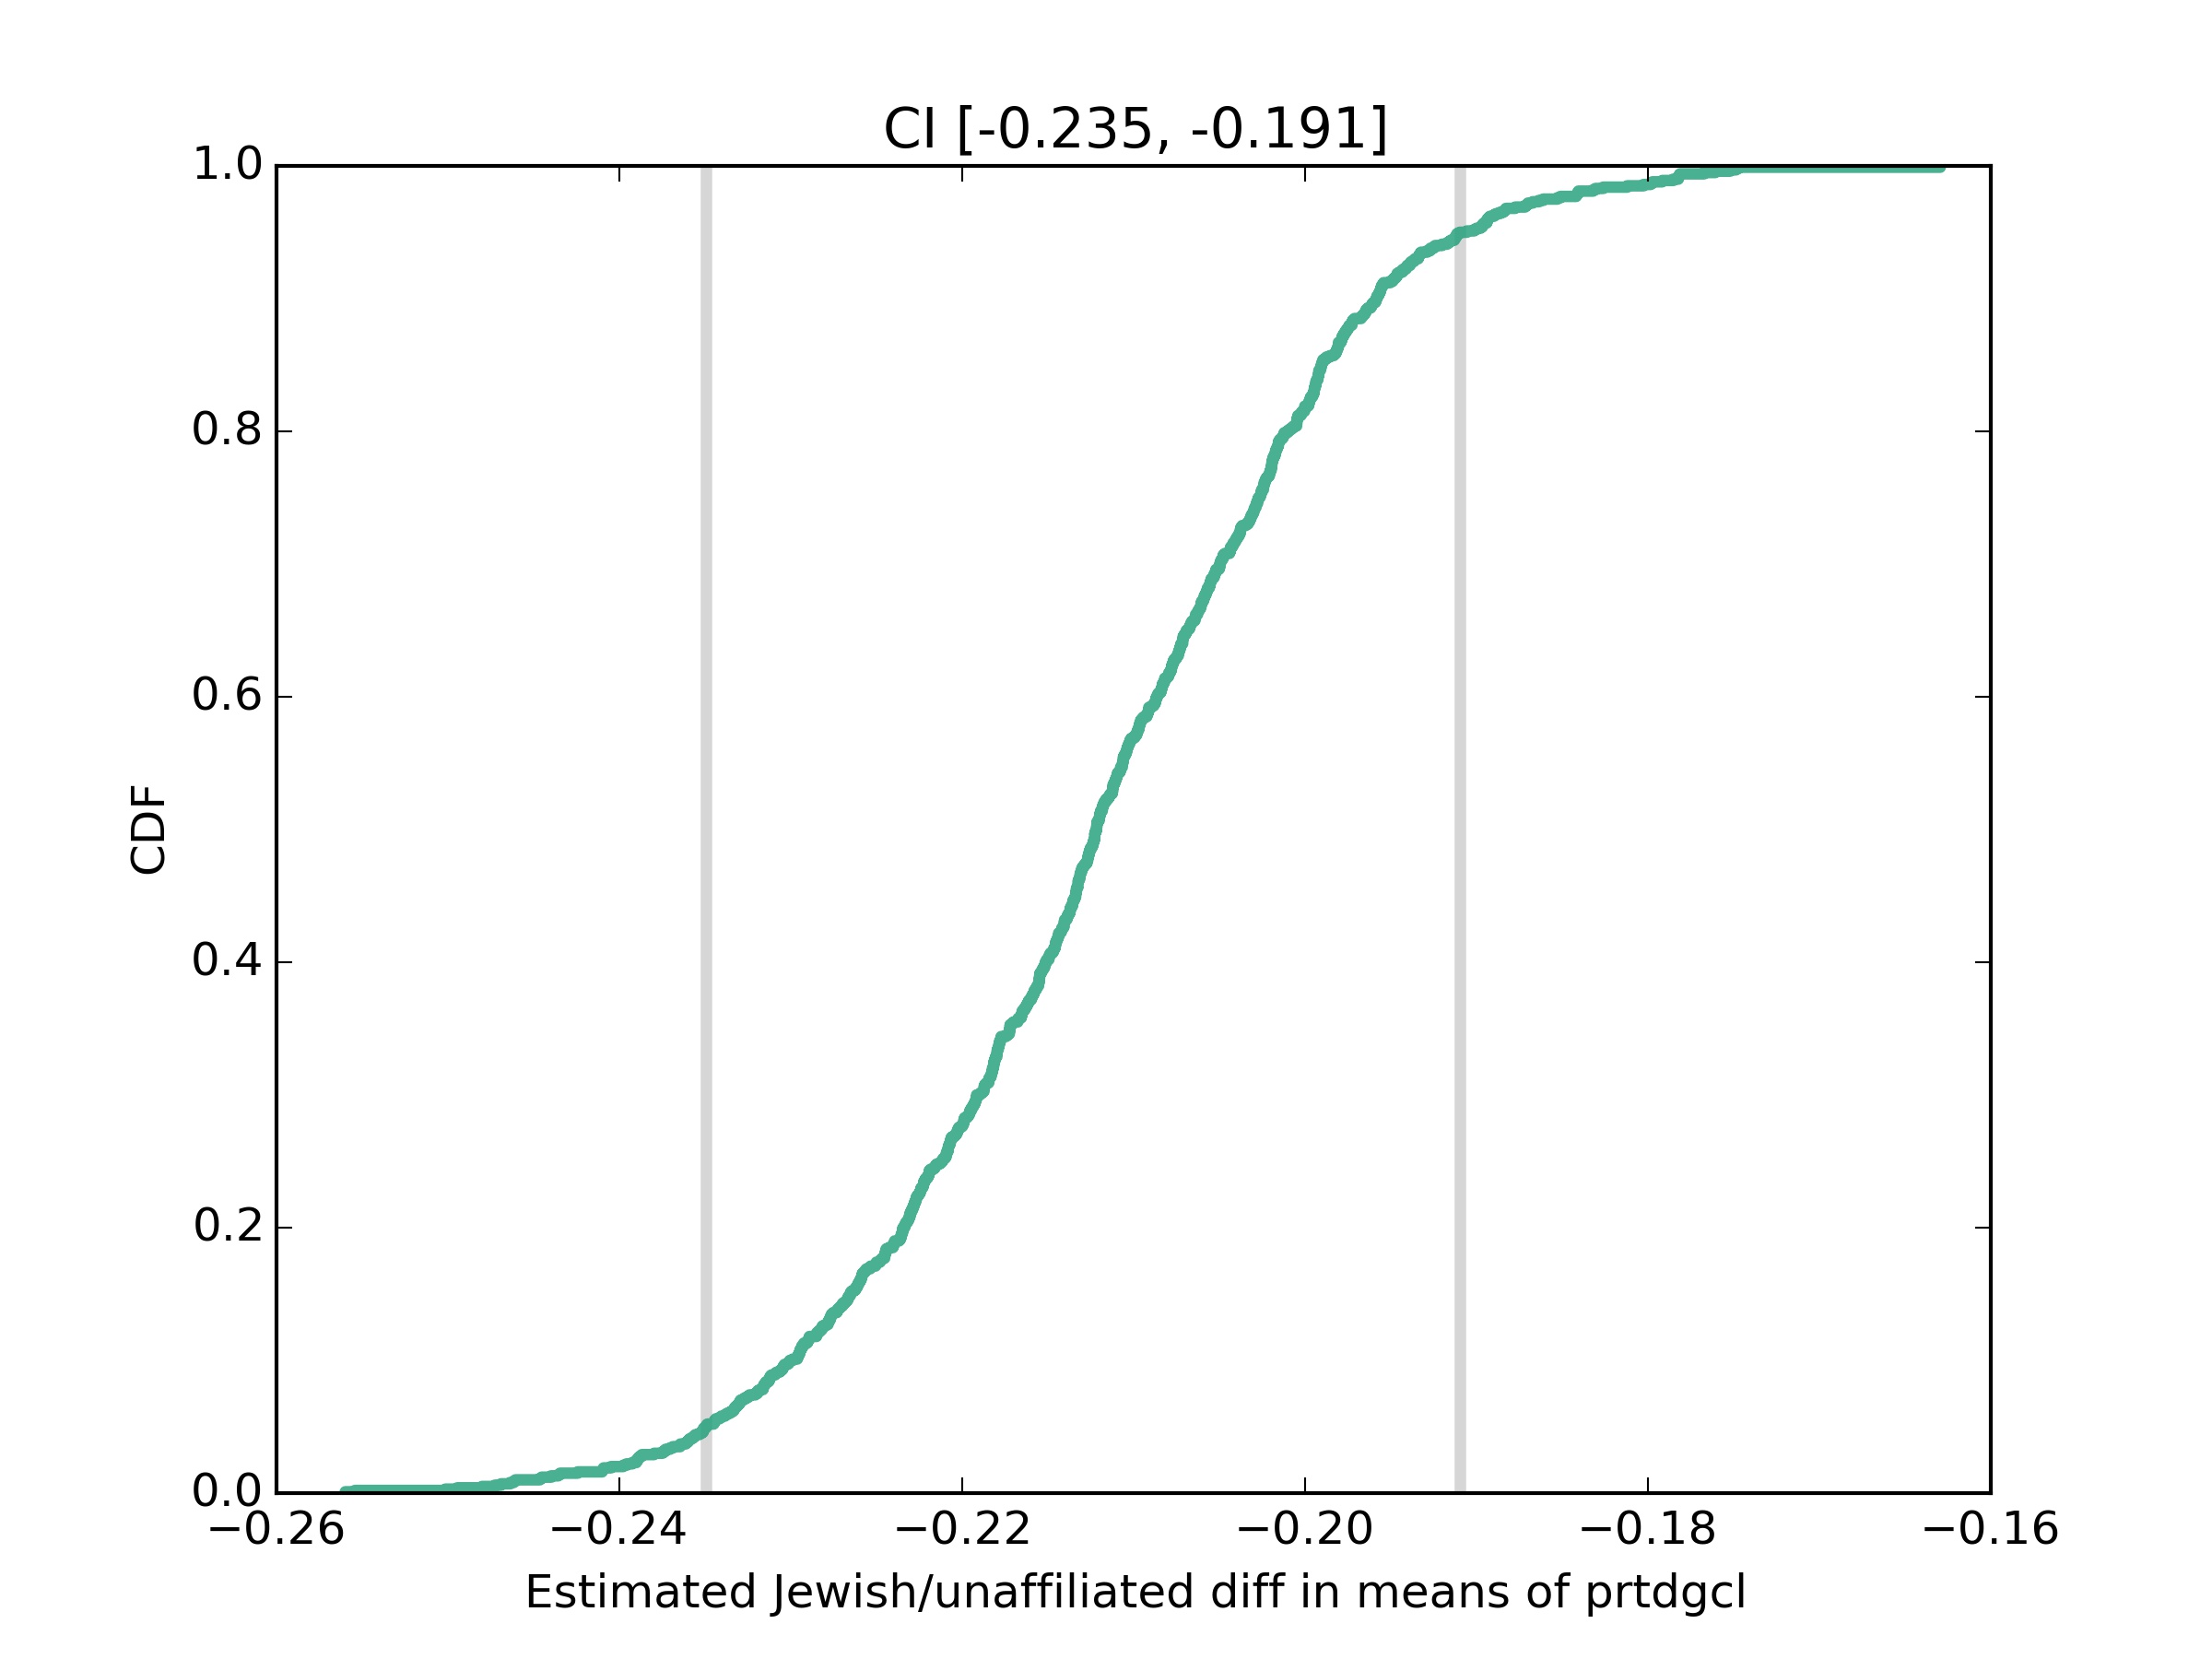 CI [-0.235, -0.191]
1.0
0.8
0.6
0.4
0.2
0.0
CDF
−0.26 −0.24 −0.22 −0.20 −0.18 −0.16
Estimated Jewish/unaffiliated diff in means of prtdgcl